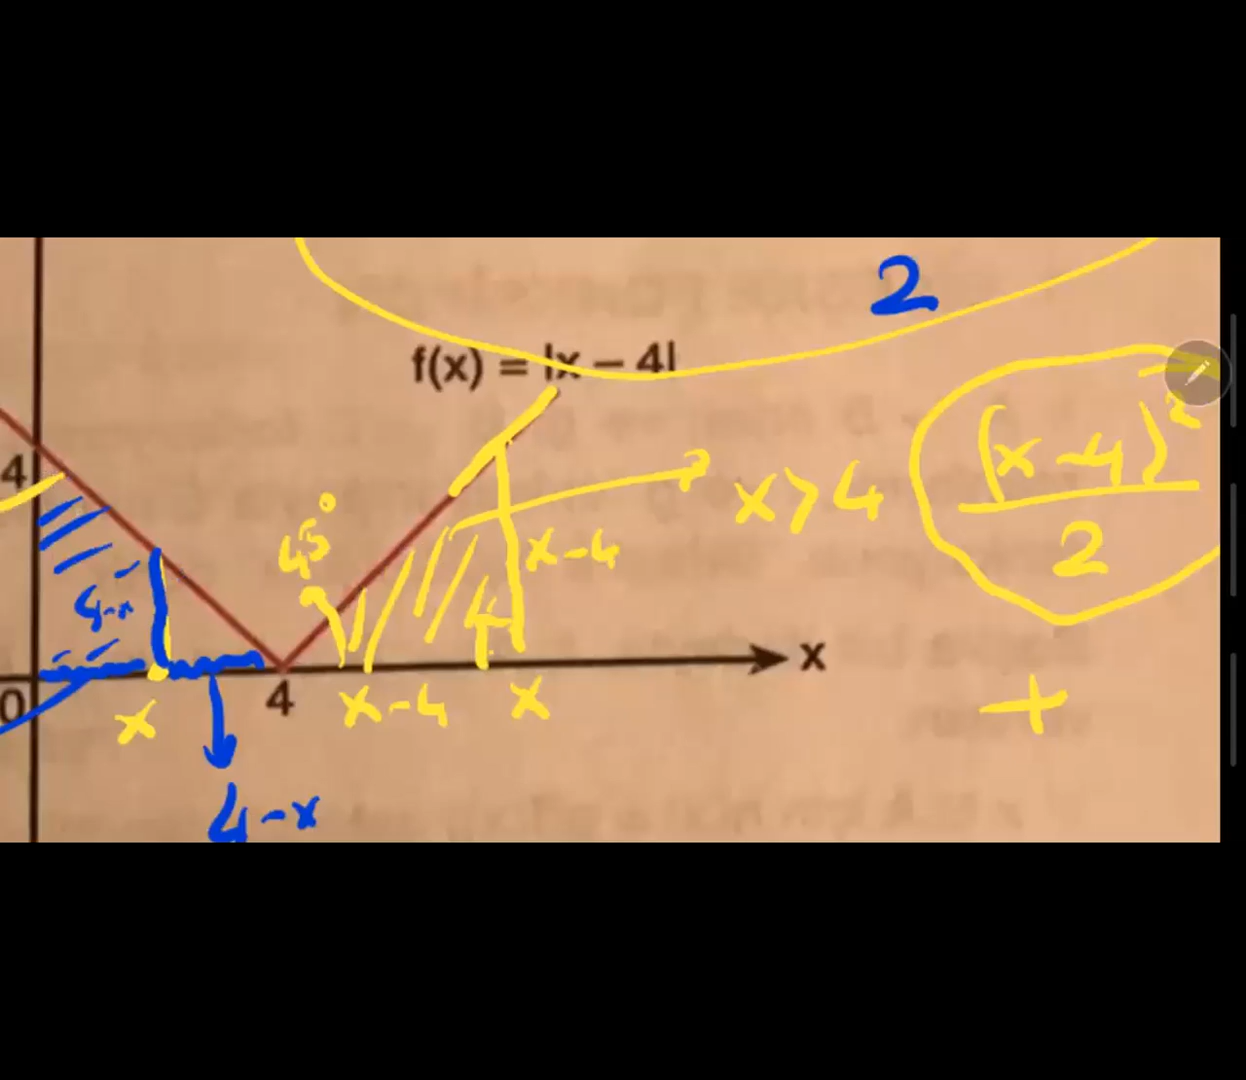 2
f(x) = |x – 4|
(x-4)²
2
4
45°
x>4
x-4
4-x
0
x
4
x-4
x
x
+
4-x